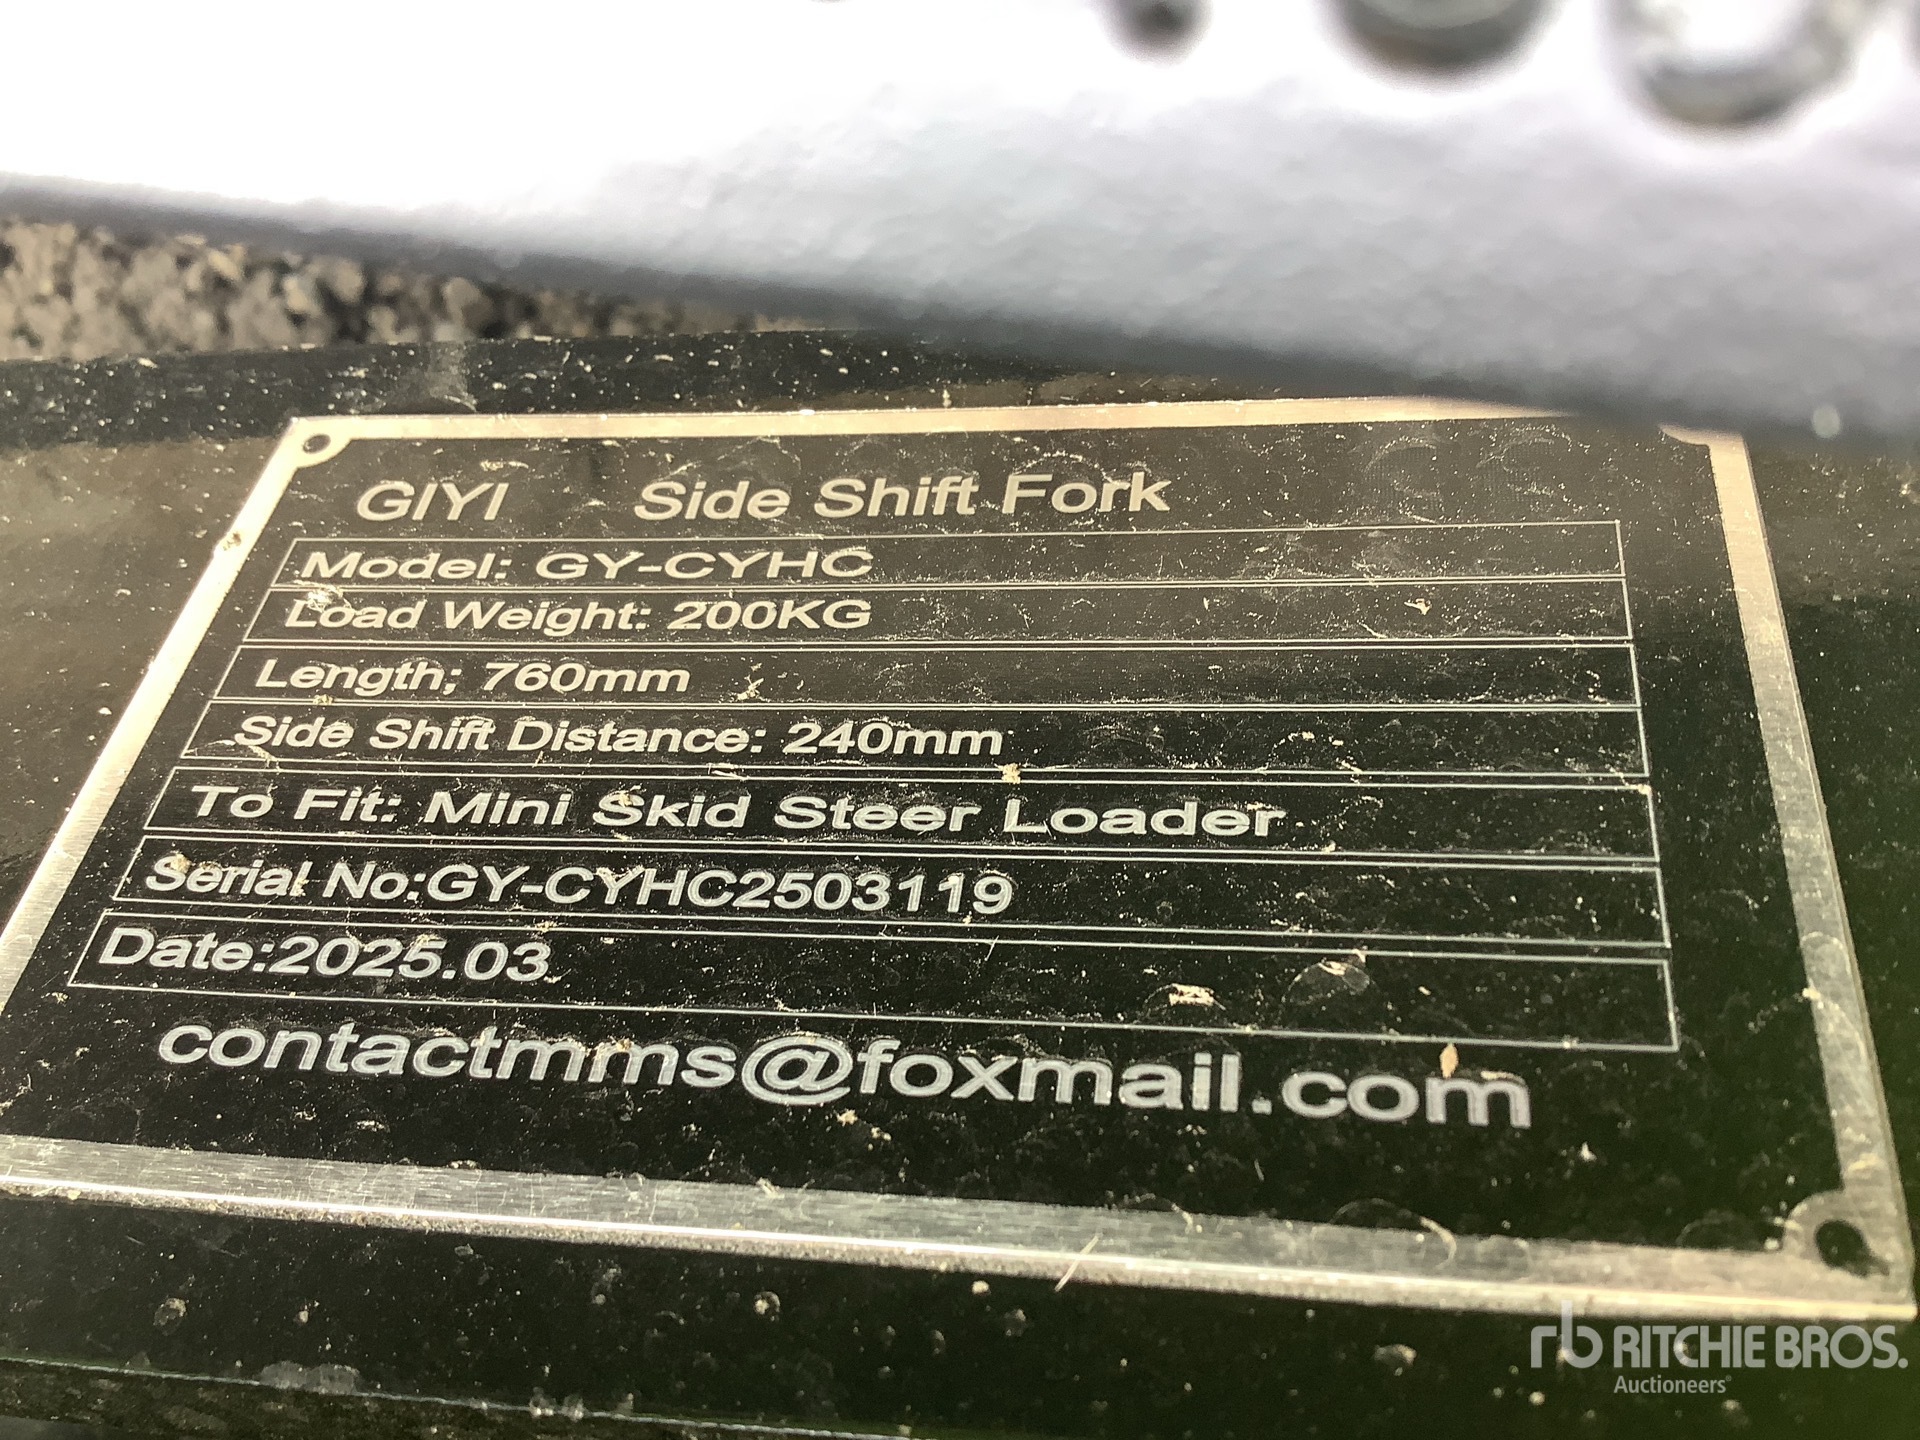 GIYI Side Shift Fork
Model: GY-CYHC
Load Weight: 200KG
Length; 760mm
Side Shift Distance: 240mm
To Fit: Mini Skid Steer Loader
Serial No:GY-CYHC2503119
Date:2025.03
contactmms@foxmail.com
rb RITCHIE BROS.
Auctioneers